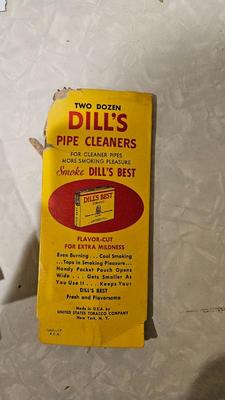 TWO DOZEN
DILL'S
PIPE CLEANERS
FOR CLEANER PIPES
MORE SMOKING PLEASURE
Smoke DILL'S BEST
DILL'S BEST
FLAVOR-CUT
FOR EXTRA MILDNESS
Even Burning . . . Cool Smoking
. . . Tops in Smoking Pleasure . . .
Handy Pocket Pouch Opens
Wide . . . Gets Smaller As
You Use It . . . Keeps Your
DILL'S BEST
Fresh and Flavorsome
Made in U.S.A. by
UNITED STATES TOBACCO COMPANY
New York, N. Y.